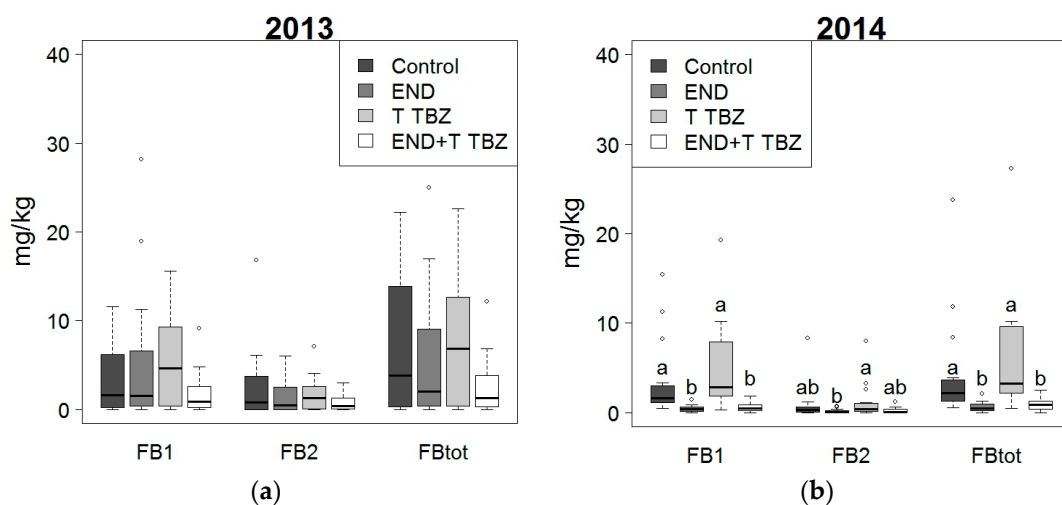 2013
40
30
20
10
0
mg/kg
Control
END
T TBZ
END+T TBZ
FB1
FB2
FBtot
(a)
2014
40
30
20
10
0
mg/kg
Control
END
T TBZ
END+T TBZ
a
b
a
b
ab
b
a
ab
a
b
a
b
FB1
FB2
FBtot
(b)